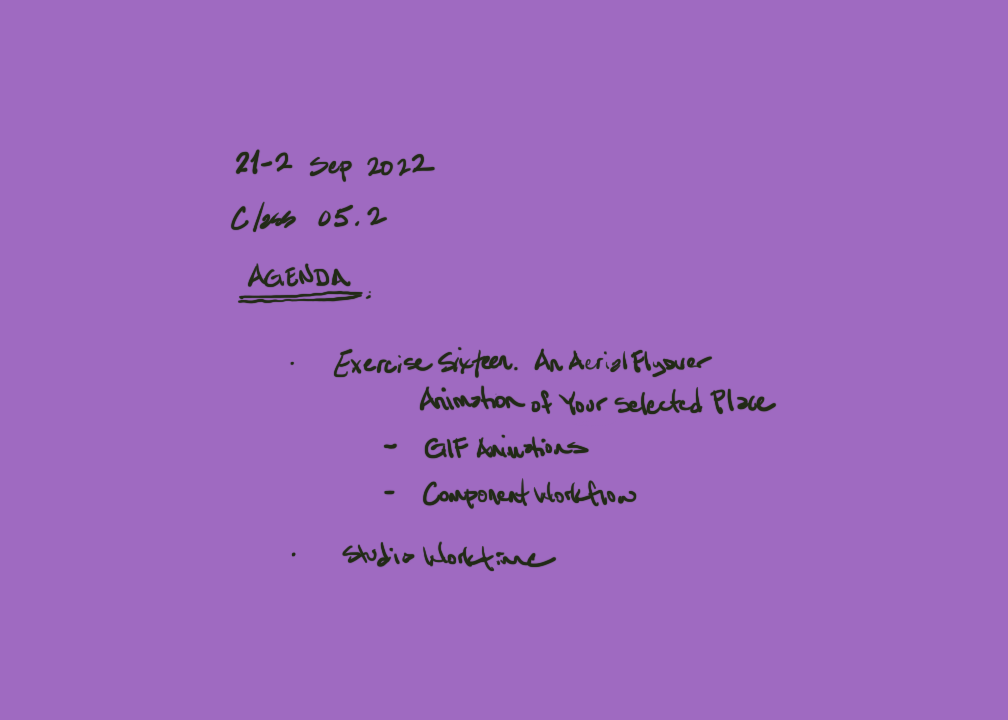 21-2 Sep 2022
Class 05.2
AGENDA:
· Exercise Sixteen. An Aerial Flyover
Animation of Your Selected Place
- GIF Animations
- Component Workflow
· Studio Worktime